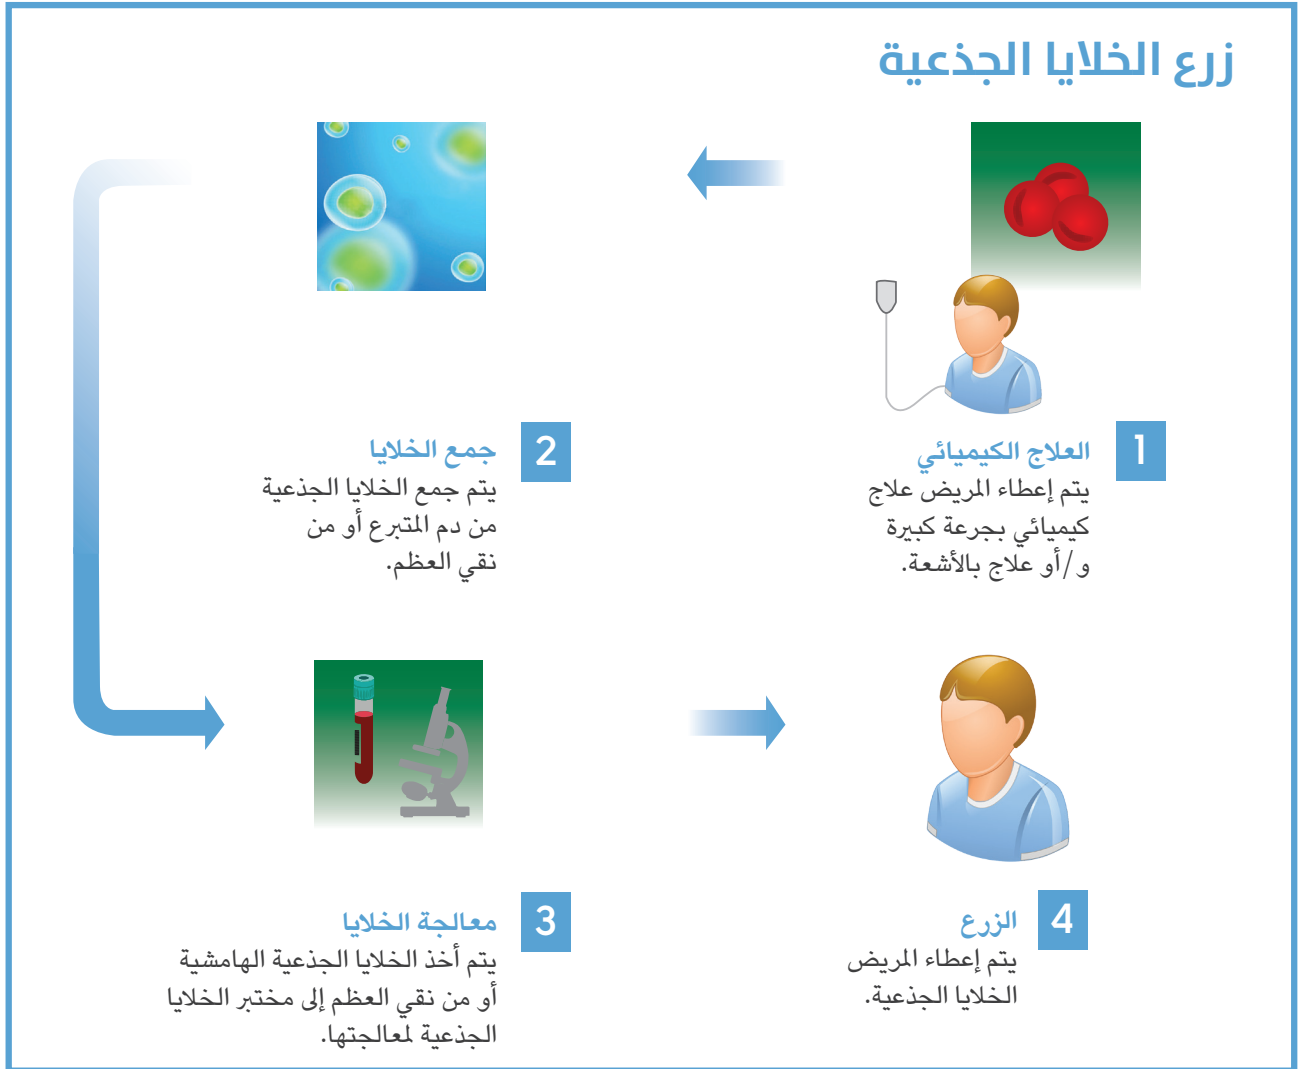 زرع الخلايا الجذعية
1
العلاج الكيميائي
يتم إعطاء المريض علاج
كيميائي بجرعة كبيرة
و/أو علاج بالأشعة.
2
جمع الخلايا
يتم جمع الخلايا الجذعية
من دم المتبرع أو من
نقي العظم.
3
معالجة الخلايا
يتم أخذ الخلايا الجذعية الهامشية
أو من نقي العظم إلى مختبر الخلايا
الجذعية لمعالجتها.
4
الزرع
يتم إعطاء المريض
الخلايا الجذعية.